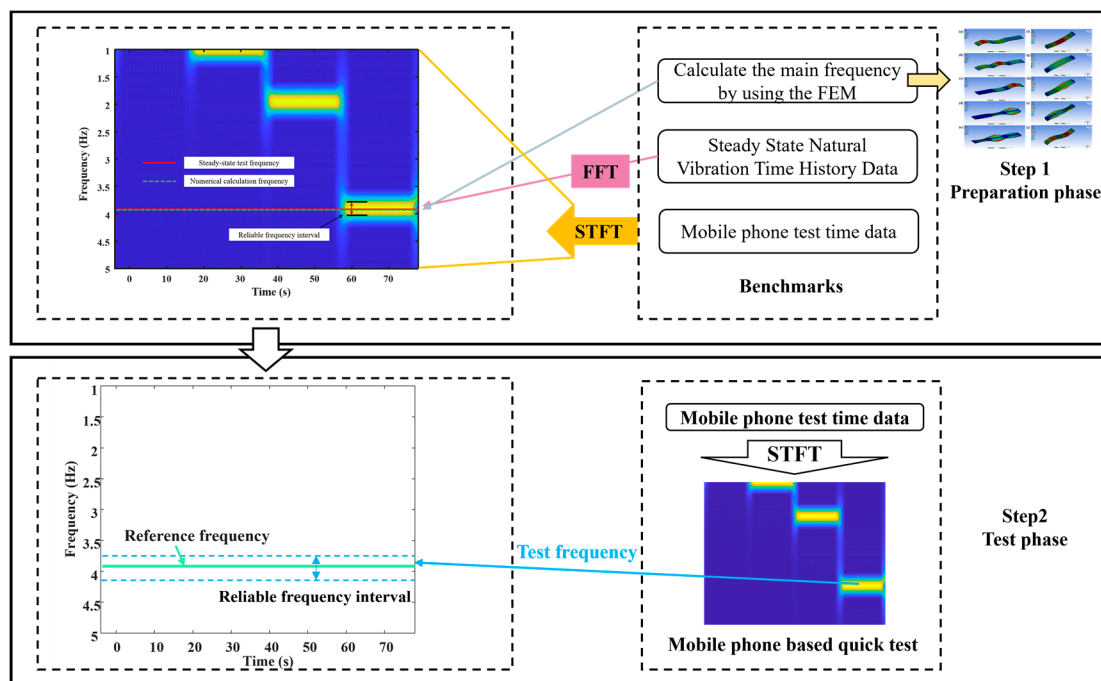 1
1.5
2
2.5
3
3.5
4
4.5
5
Frequency (Hz)
Steady-state test frequency
Numerical calculation frequency
Reliable frequency interval
0 10 20 30 40 50 60 70
Time (s)
FFT
STFT
Calculate the main frequency
by using the FEM
Steady State Natural
Vibration Time History Data
Mobile phone test time data
Benchmarks
Step 1
Preparation phase
1
1.5
2
2.5
3
3.5
4
4.5
5
Frequency (Hz)
Reference frequency
Reliable frequency interval
0 10 20 30 40 50 60 70
Time (s)
Test frequency
Mobile phone test time data
STFT
Mobile phone based quick test
Step2
Test phase